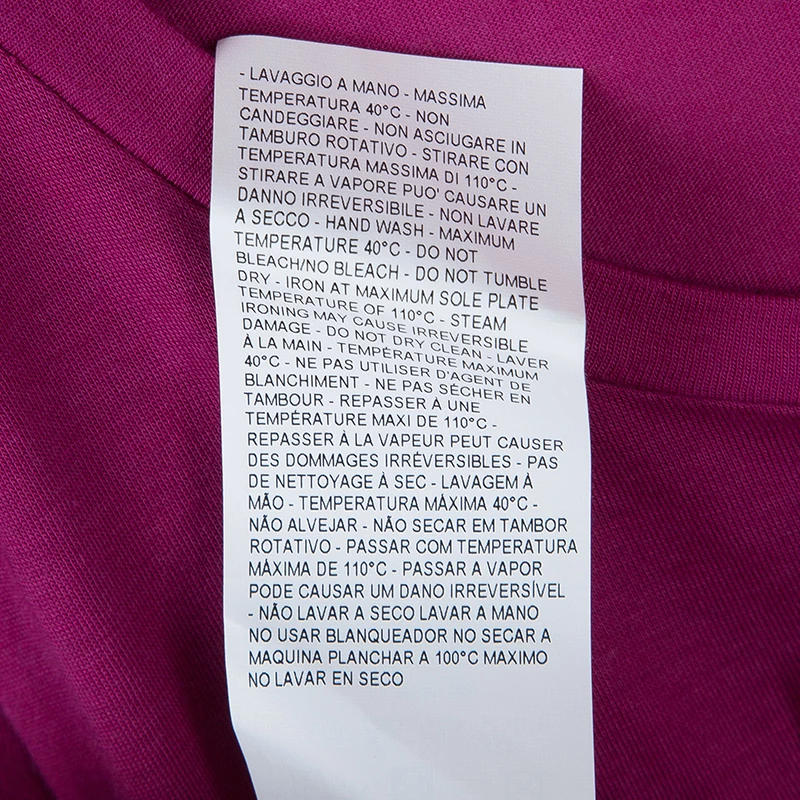 - LAVAGGIO A MANO - MASSIMA
TEMPERATURA 40°C - NON
CANDEGGIARE - NON ASCIUGARE IN
TAMBURO ROTATIVO - STIRARE CON
TEMPERATURA MASSIMA DI 110°C -
STIRARE A VAPORE PUO' CAUSARE UN
DANNO IRREVERSIBILE - NON LAVARE
A SECCO - HAND WASH - MAXIMUM
TEMPERATURE 40°C - DO NOT
BLEACH/NO BLEACH - DO NOT TUMBLE
DRY - IRON AT MAXIMUM SOLE PLATE
TEMPERATURE OF 110°C - STEAM
IRONING MAY CAUSE IRREVERSIBLE
DAMAGE - DO NOT DRY CLEAN - LAVER
À LA MAIN - TEMPÉRATURE MAXIMUM
40°C - NE PAS UTILISER D'AGENT DE
BLANCHIMENT - NE PAS SÉCHER EN
TAMBOUR - REPASSER À UNE
TEMPÉRATURE MAXI DE 110°C -
REPASSER À LA VAPEUR PEUT CAUSER
DES DOMMAGES IRRÉVERSIBLES - PAS
DE NETTOYAGE À SEC - LAVAGEM À
MÃO - TEMPERATURA MÁXIMA 40°C -
NÃO ALVEJAR - NÃO SECAR EM TAMBOR
ROTATIVO - PASSAR COM TEMPERATURA
MÁXIMA DE 110°C - PASSAR A VAPOR
PODE CAUSAR UM DANO IRREVERSÍVEL
- NÃO LAVAR A SECO LAVAR A MANO
NO USAR BLANQUEADOR NO SECAR A
MAQUINA PLANCHAR A 100°C MAXIMO
NO LAVAR EN SECO